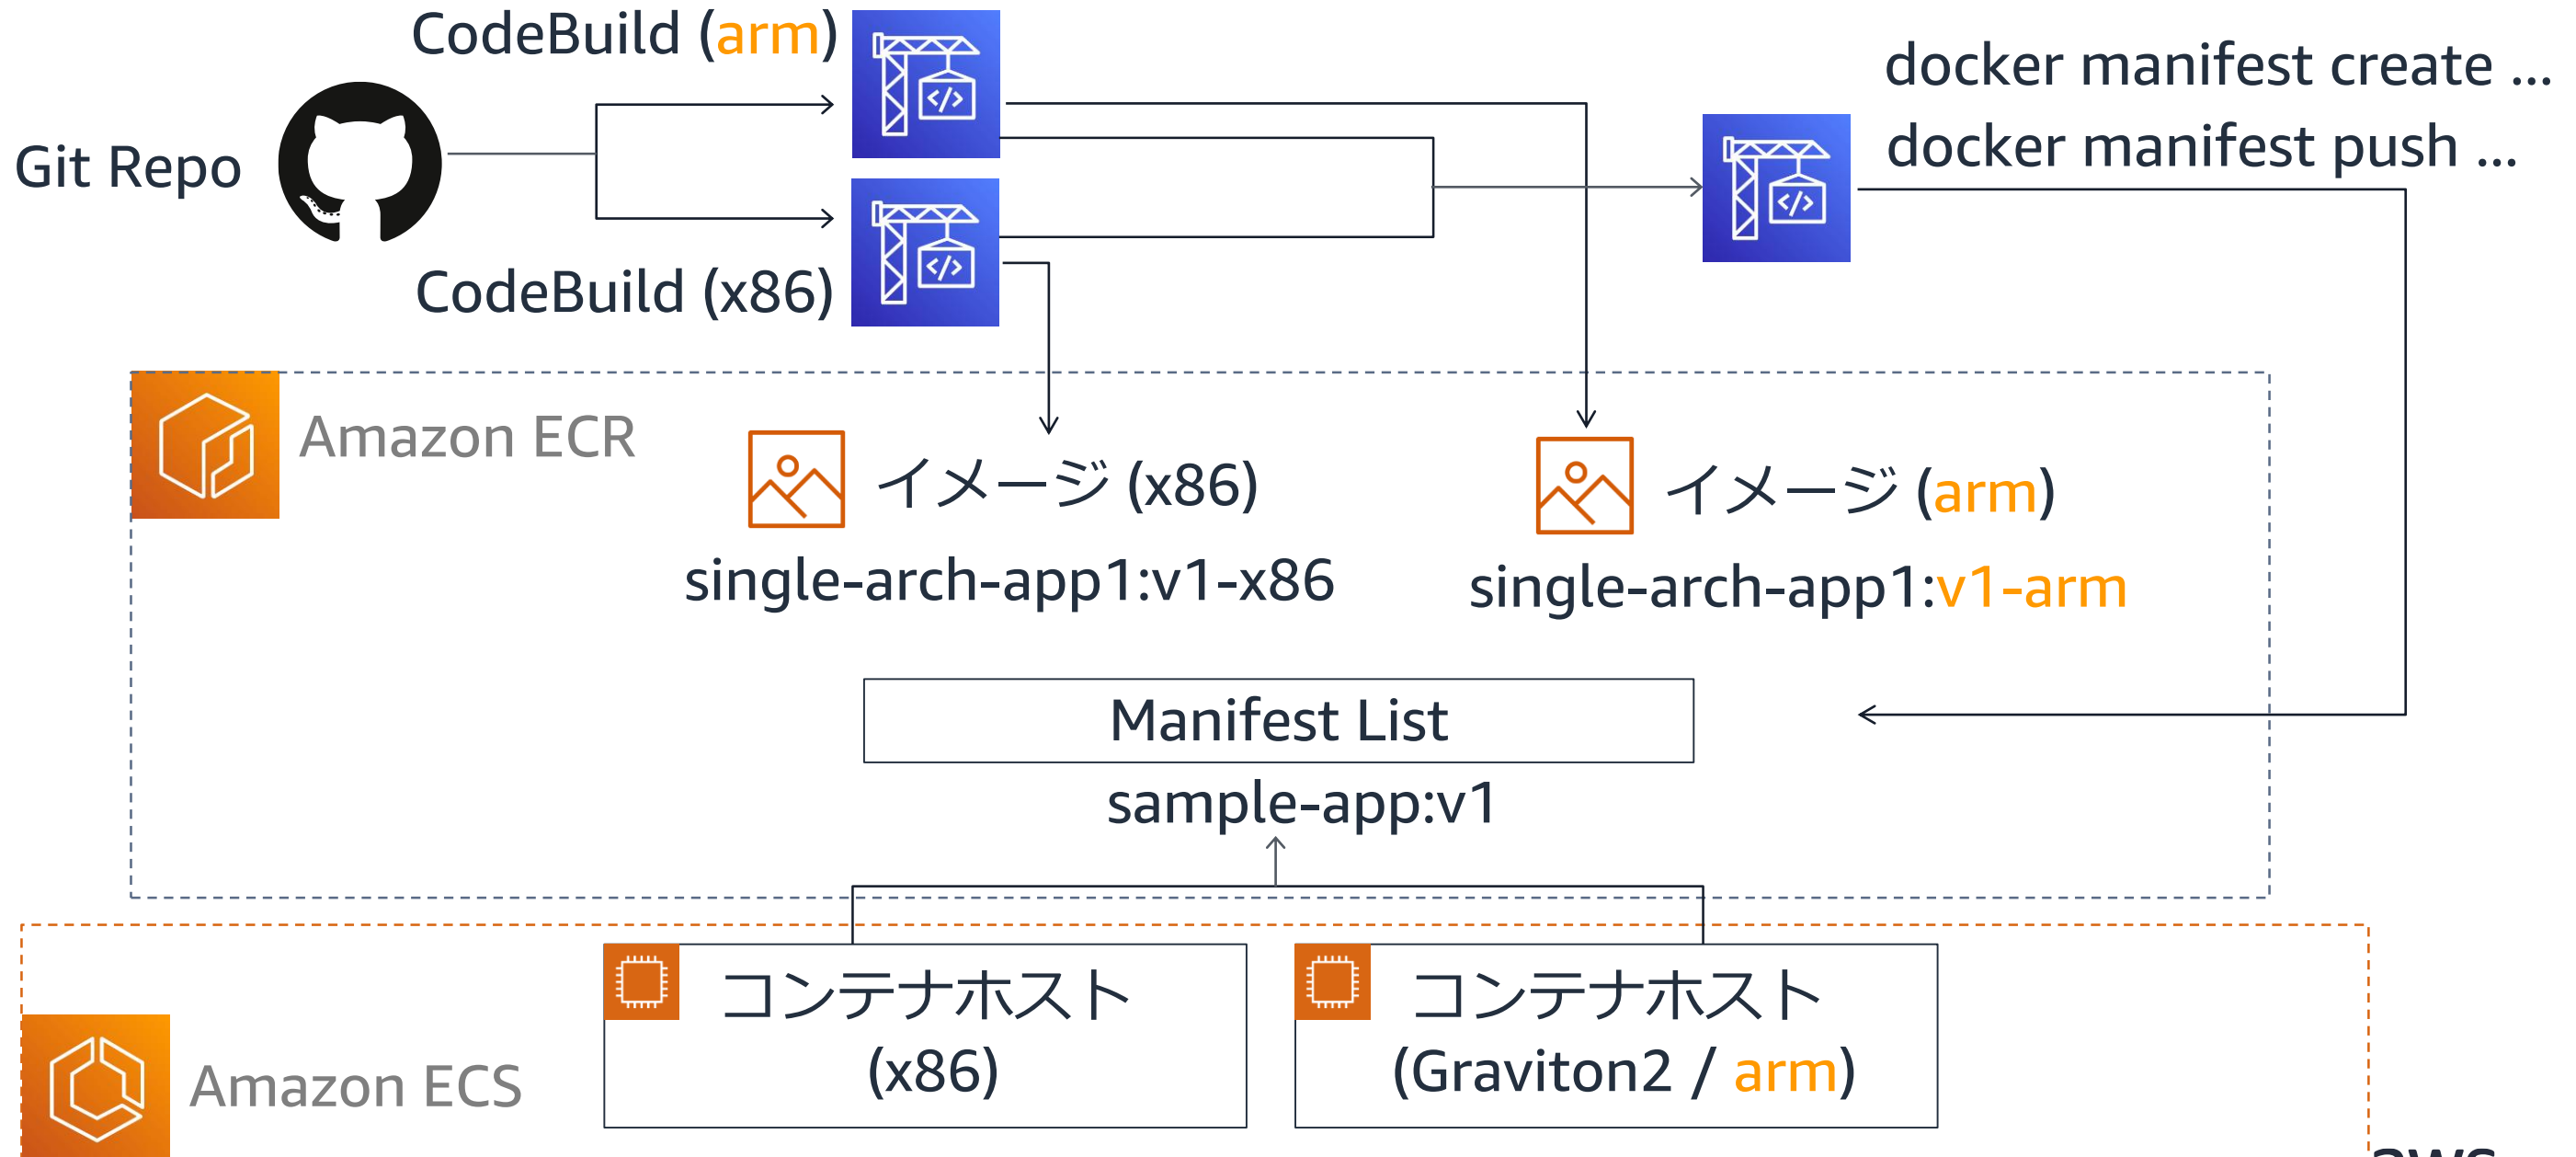 CodeBuild (arm)
docker manifest create ...
docker manifest push ...
Git Repo
CodeBuild (x86)
Amazon ECR
イメージ (x86)
イメージ (arm)
single-arch-app1:v1-x86
single-arch-app1:v1-arm
Manifest List
sample-app:v1
コンテナホスト
(x86)
コンテナホスト
(Graviton2 / arm)
Amazon ECS
aws